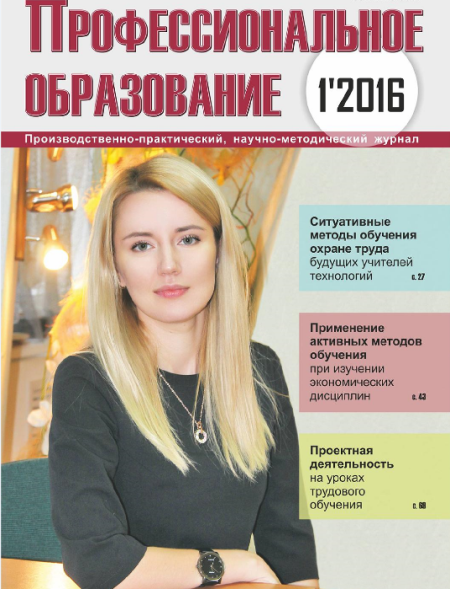 Профессиональное
образование
1'2016
Производственно-практический, научно-методический журнал
Ситуативные
методы обучения
охране труда
будущих учителей
технологий
с. 27
Применение
активных методов
обучения
при изучении
экономических
дисциплин
с. 43
Проектная
деятельность
на уроках
трудового
обучения
с. 68